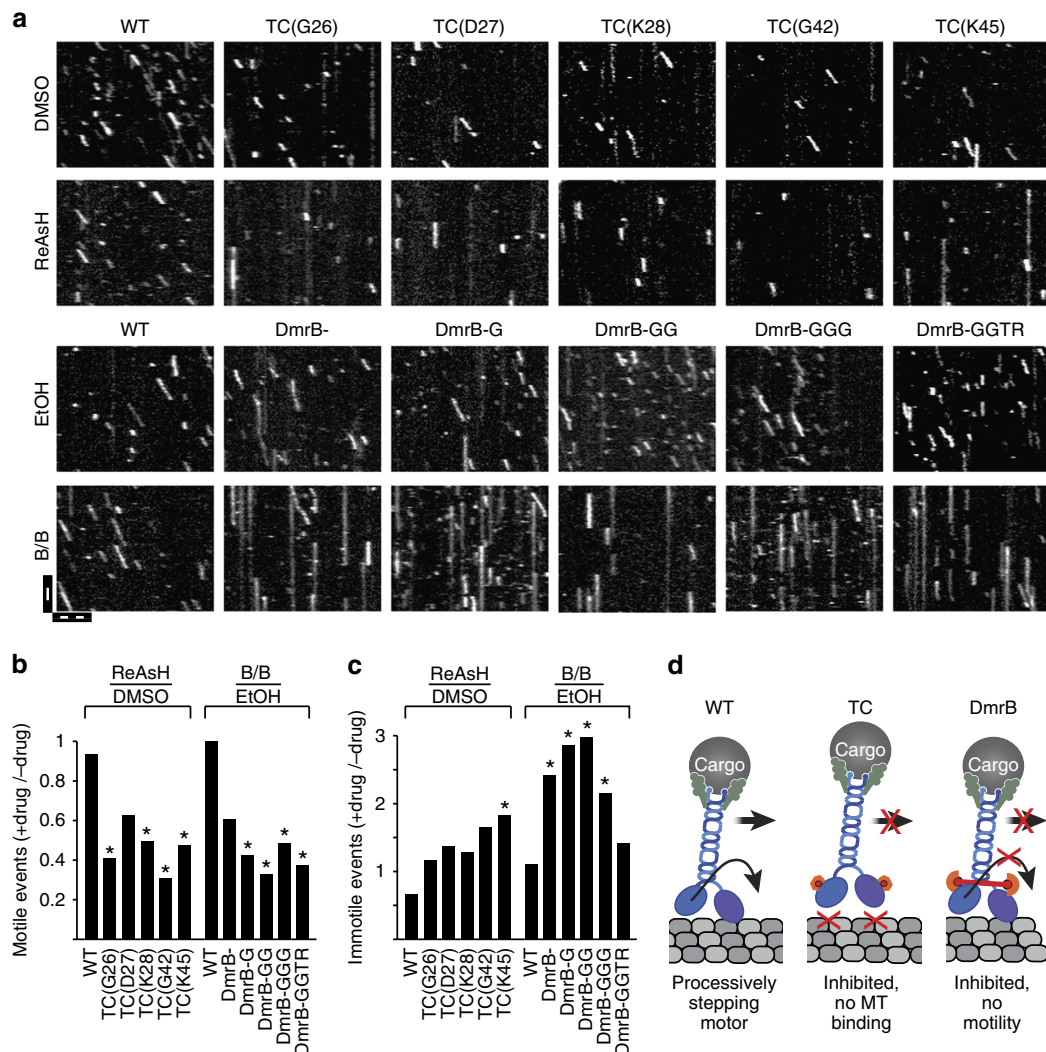 a
WT TC(G26) TC(D27) TC(K28) TC(G42) TC(K45)
DMSO
ReAsH
WT DmrB- DmrB-G DmrB-GG DmrB-GGG DmrB-GGTR
EtOH
B/B
b
ReAsH B/B
DMSO EtOH
Motile events (+drug /–drug)
1
0.8
0.6
0.4
0.2
* * * * * * * *
WT TC(G26) TC(D27) TC(K28) TC(G42) TC(K45) WT DmrB- DmrB-G DmrB-GG DmrB-GGG DmrB-GGTR
c
ReAsH B/B
DMSO EtOH
Immotile events (+drug /–drug)
3
2
1
* * * * *
WT TC(G26) TC(D27) TC(K28) TC(G42) TC(K45) WT DmrB- DmrB-G DmrB-GG DmrB-GGG DmrB-GGTR
d
WT TC DmrB
Cargo Cargo Cargo
Processively stepping motor
Inhibited, no MT binding
Inhibited, no motility